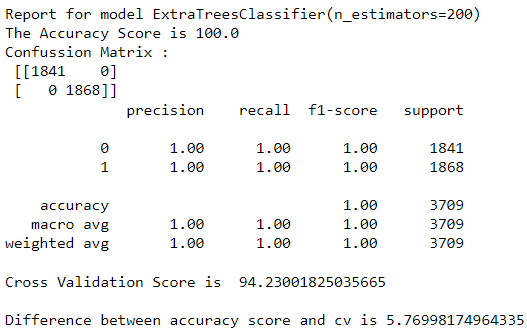 Report for model ExtraTreesClassifier(n_estimators=200)
The Accuracy Score is 100.0
Confussion Matrix :
[[1841    0]
[   0 1868]]
precision    recall  f1-score   support
0       1.00      1.00      1.00      1841
1       1.00      1.00      1.00      1868
accuracy                           1.00      3709
macro avg       1.00      1.00      1.00      3709
weighted avg       1.00      1.00      1.00      3709
Cross Validation Score is  94.23001825035665
Difference between accuracy score and cv is 5.76998174964335